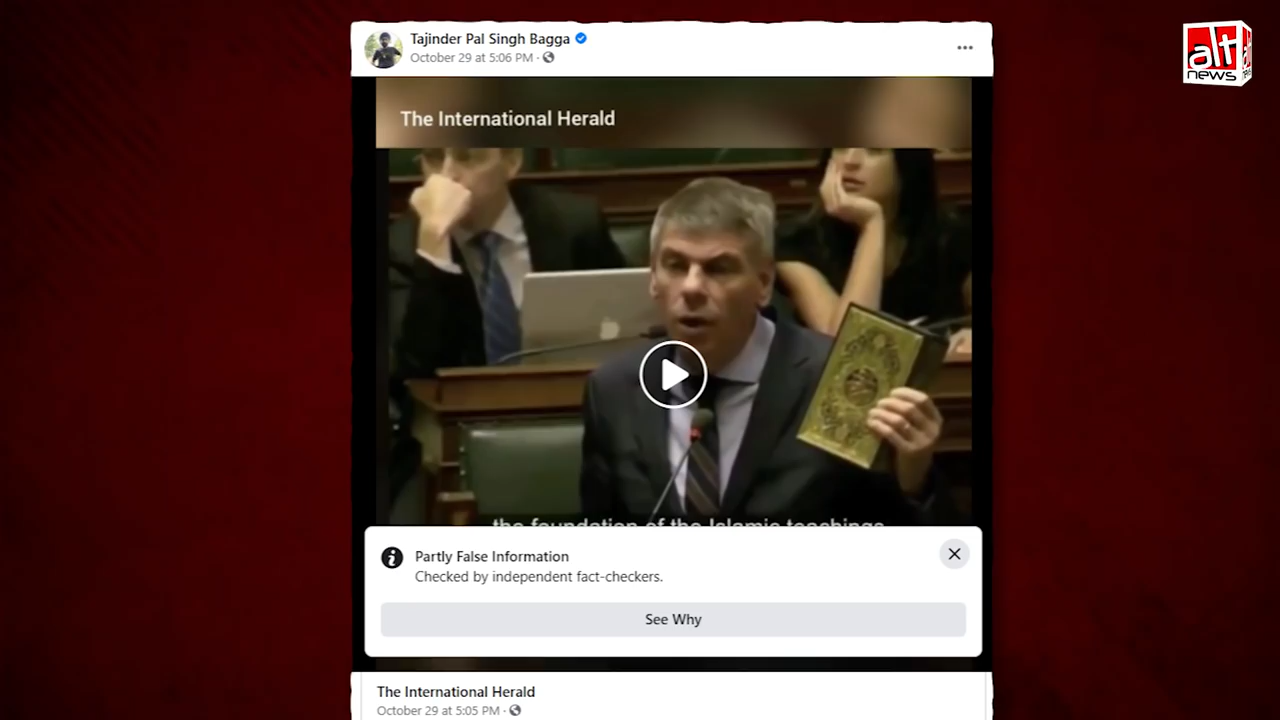 Tajinder Pal Singh Bagga
October 29 at 5:06 PM ·
alt
news
The International Herald
the foundation of the Islamic teachings
Partly False Information
Checked by independent fact-checkers.
See Why
The International Herald
October 29 at 5:05 PM ·